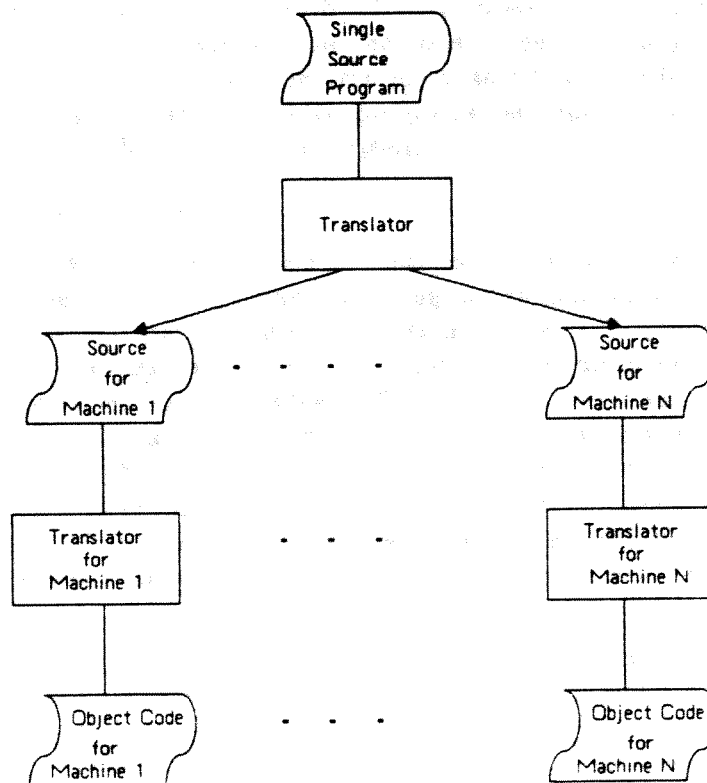 Single
Source
Program
Translator
Source
for
Machine 1
Source
for
Machine N
Translator
for
Machine 1
Translator
for
Machine N
Object Code
for
Machine 1
Object Code
for
Machine N